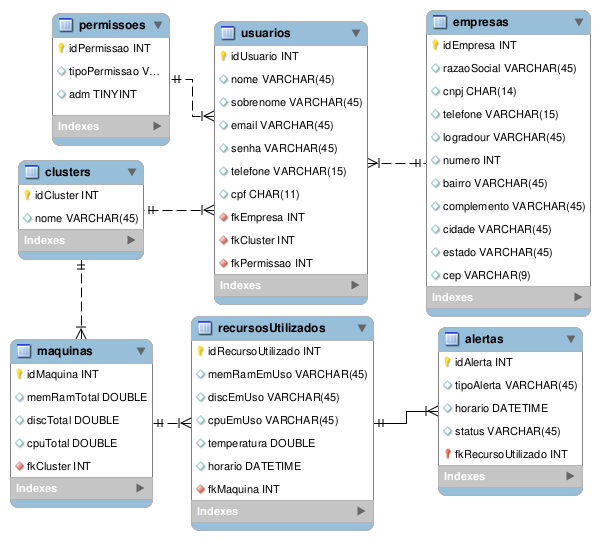 permissoes
idPermissao INT
tipoPermissao V...
adm TINYINT
Indexes
usuarios
idUsuario INT
nome VARCHAR(45)
sobrenome VARCHAR(45)
email VARCHAR(45)
senha VARCHAR(45)
telefone VARCHAR(15)
cpf CHAR(11)
fkEmpresa INT
fkCluster INT
fkPermissao INT
Indexes
empresas
idEmpresa INT
razaoSocial VARCHAR(45)
cnpj CHAR(14)
telefone VARCHAR(15)
logradour VARCHAR(45)
numero INT
bairro VARCHAR(45)
complemento VARCHAR(45)
cidade VARCHAR(45)
estado VARCHAR(45)
cep VARCHAR(9)
Indexes
clusters
idCluster INT
nome VARCHAR(45)
Indexes
maquinas
idMaquina INT
memRamTotal DOUBLE
discTotal DOUBLE
cpuTotal DOUBLE
fkCluster INT
Indexes
recursosUtilizados
idRecursoUtilizado INT
memRamEmUso VARCHAR(45)
discEmUso VARCHAR(45)
cpuEmUso VARCHAR(45)
temperatura DOUBLE
horario DATETIME
fkMaquina INT
Indexes
alertas
idAlerta INT
tipoAlerta VARCHAR(45)
horario DATETIME
status VARCHAR(45)
fkRecursoUtilizado INT
Indexes